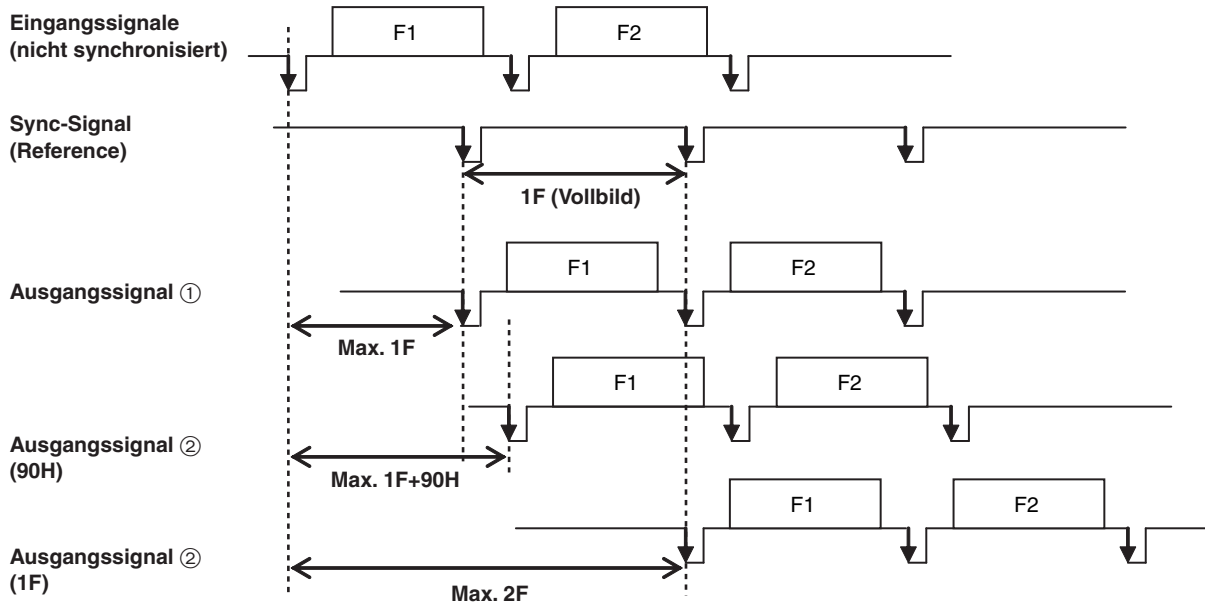 Eingangssignale
(nicht synchronisiert)
F1
F2
Sync-Signal
(Reference)
1F (Vollbild)
Ausgangssignal ①
F1
F2
Max. 1F
Ausgangssignal ②
(90H)
F1
F2
Max. 1F+90H
Ausgangssignal ②
(1F)
F1
F2
Max. 2F